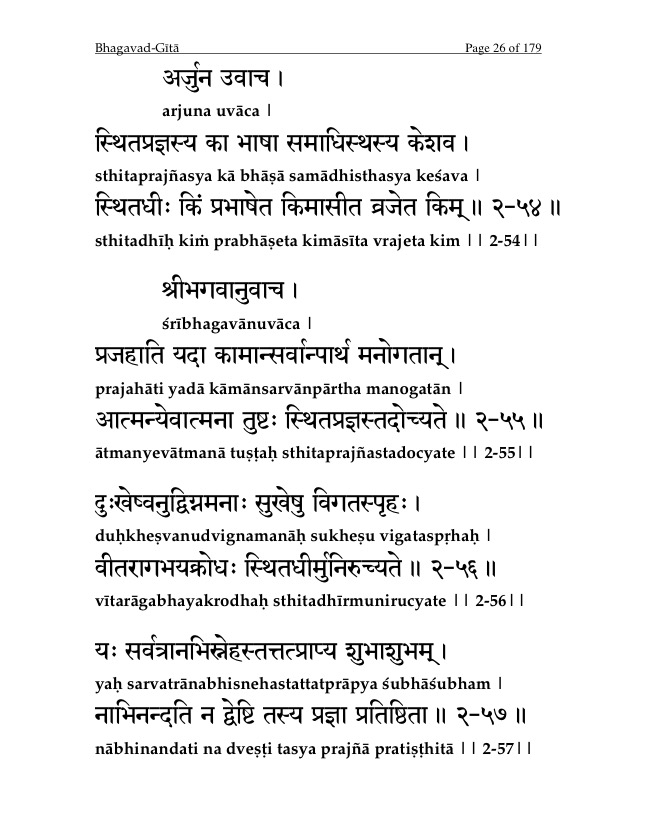 Bhagavad-Gītā Page 26 of 179
अर्जुन उवाच ।
arjuna uvāca |
स्थितप्रज्ञस्य का भाषा समाधिस्थस्य केशव ।
sthitaprajñasya kā bhāṣā samādhisthasya keśava |
स्थितधीः किं प्रभाषेत किमासीत व्रजेत किम् ॥ २-५४ ॥
sthitadhīḥ kiṁ prabhāṣeta kimāsīta vrajeta kim || 2-54||
श्रीभगवानुवाच ।
śrībhagavānuvāca |
प्रजहाति यदा कामान्सर्वान्पार्थ मनोगतान् ।
prajahāti yadā kāmānsarvānpārtha manogatān |
आत्मन्येवात्मना तुष्टः स्थितप्रज्ञस्तदोच्यते ॥ २-५५ ॥
ātmanyevātmanā tuṣṭaḥ sthitaprajñastadocyate || 2-55||
दुःखेष्वनुद्विग्नमनाः सुखेषु विगतस्पृहः ।
duḥkheṣvanudvignamanāḥ sukheṣu vigataspṛhaḥ |
वीतरागभयक्रोधः स्थितधीर्मुनिरुच्यते ॥ २-५६ ॥
vītarāgabhayakrodhaḥ sthitadhīrmunirucyate || 2-56||
यः सर्वत्रानभिस्नेहस्तत्तत्प्राप्य शुभाशुभम् ।
yaḥ sarvatrānabhisnehastattatprāpya śubhāśubham |
नाभिनन्दति न द्वेष्टि तस्य प्रज्ञा प्रतिष्ठिता ॥ २-५७ ॥
nābhinandati na dveṣṭi tasya prajñā pratiṣṭhitā || 2-57||